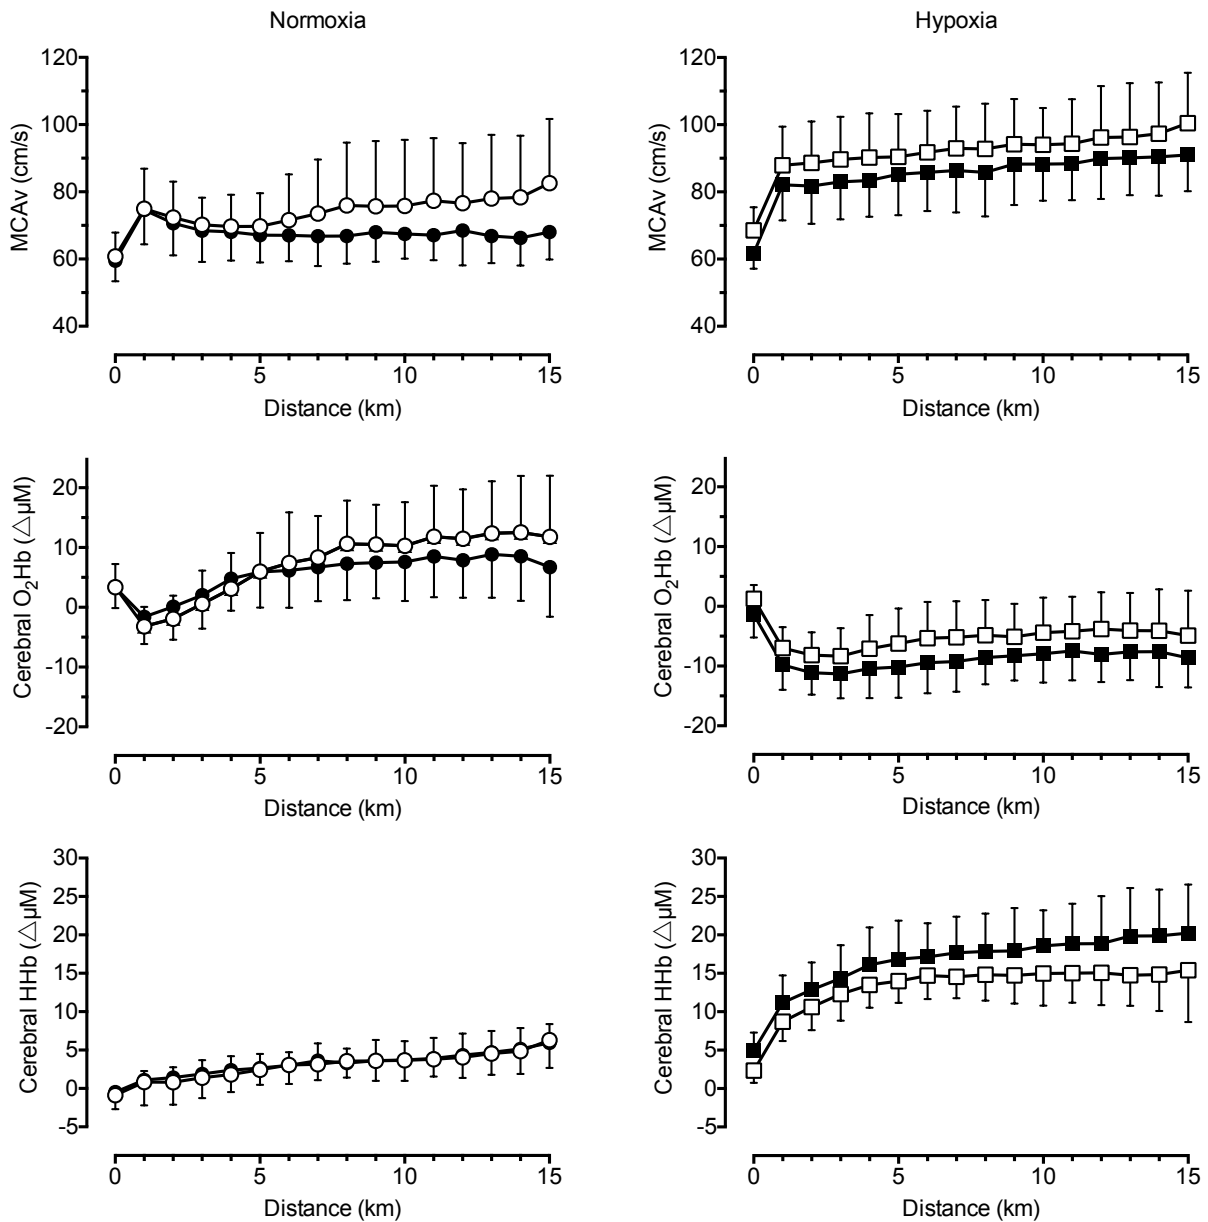 Normoxia
Hypoxia
MCAv (cm/s)
120
100
80
60
40
0 5 10 15
Distance (km)
MCAv (cm/s)
120
100
80
60
40
0 5 10 15
Distance (km)
Cerebral O₂Hb (△µM)
20
10
0
-10
-20
0 5 10 15
Distance (km)
Cerebral O₂Hb (△µM)
20
10
0
-10
-20
0 5 10 15
Distance (km)
Cerebral HHb (△µM)
30
25
20
15
10
5
0
-5
0 5 10 15
Distance (km)
Cerebral HHb (△µM)
30
25
20
15
10
5
0
-5
0 5 10 15
Distance (km)